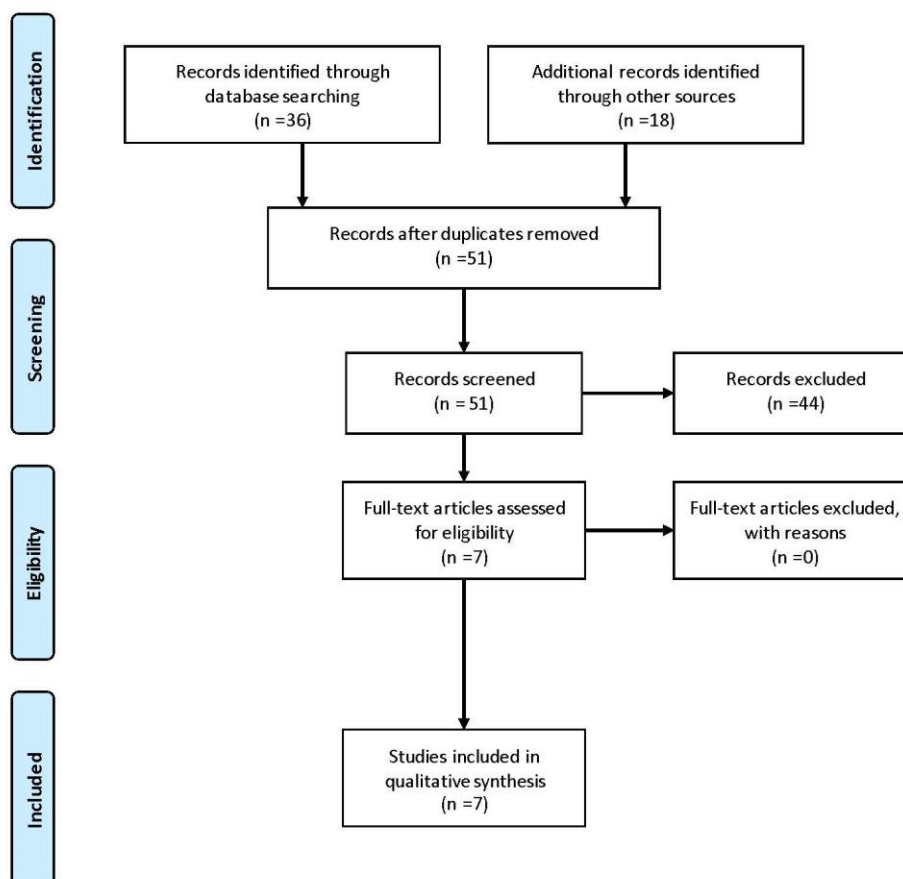 Identification
Records identified through
database searching
(n =36)
Additional records identified
through other sources
(n =18)
Records after duplicates removed
(n =51)
Screening
Records screened
(n =51)
Records excluded
(n =44)
Eligibility
Full-text articles assessed
for eligibility
(n =7)
Full-text articles excluded,
with reasons
(n =0)
Included
Studies included in
qualitative synthesis
(n =7)